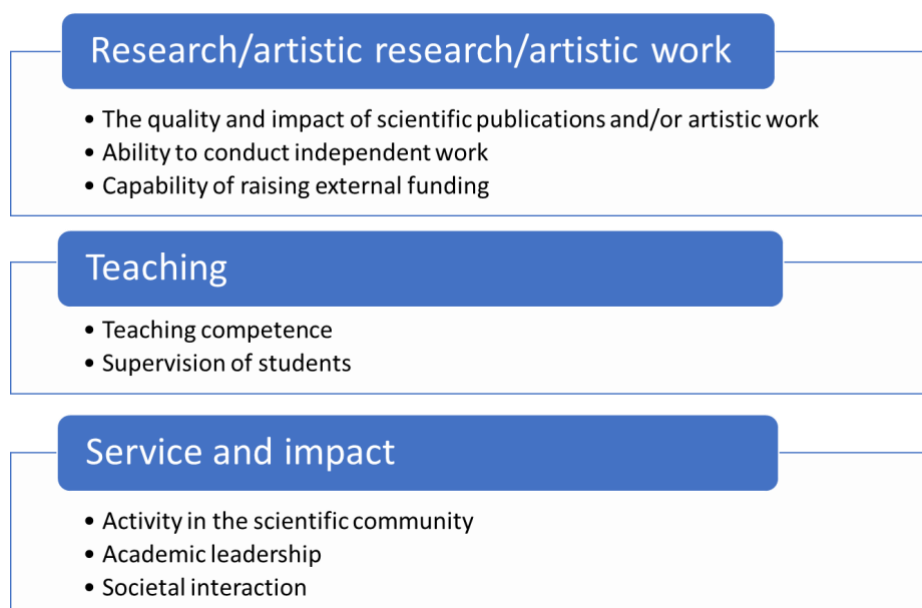 Research/artistic research/artistic work
• The quality and impact of scientific publications and/or artistic work
• Ability to conduct independent work
• Capability of raising external funding
Teaching
• Teaching competence
• Supervision of students
Service and impact
• Activity in the scientific community
• Academic leadership
• Societal interaction